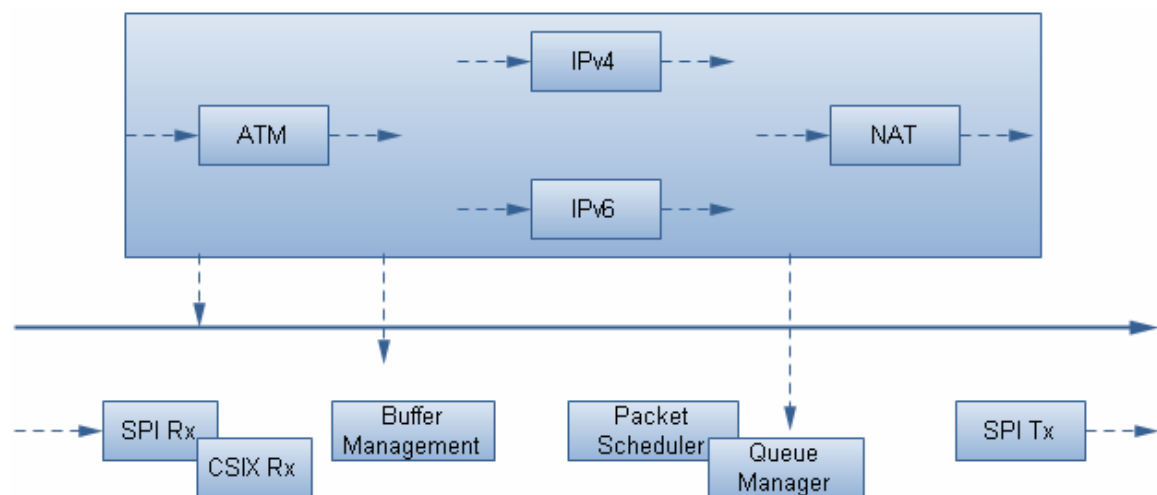 IPv4
ATM
NAT
IPv6
SPI Rx
CSIX Rx
Buffer
Management
Packet
Scheduler
Queue
Manager
SPI Tx